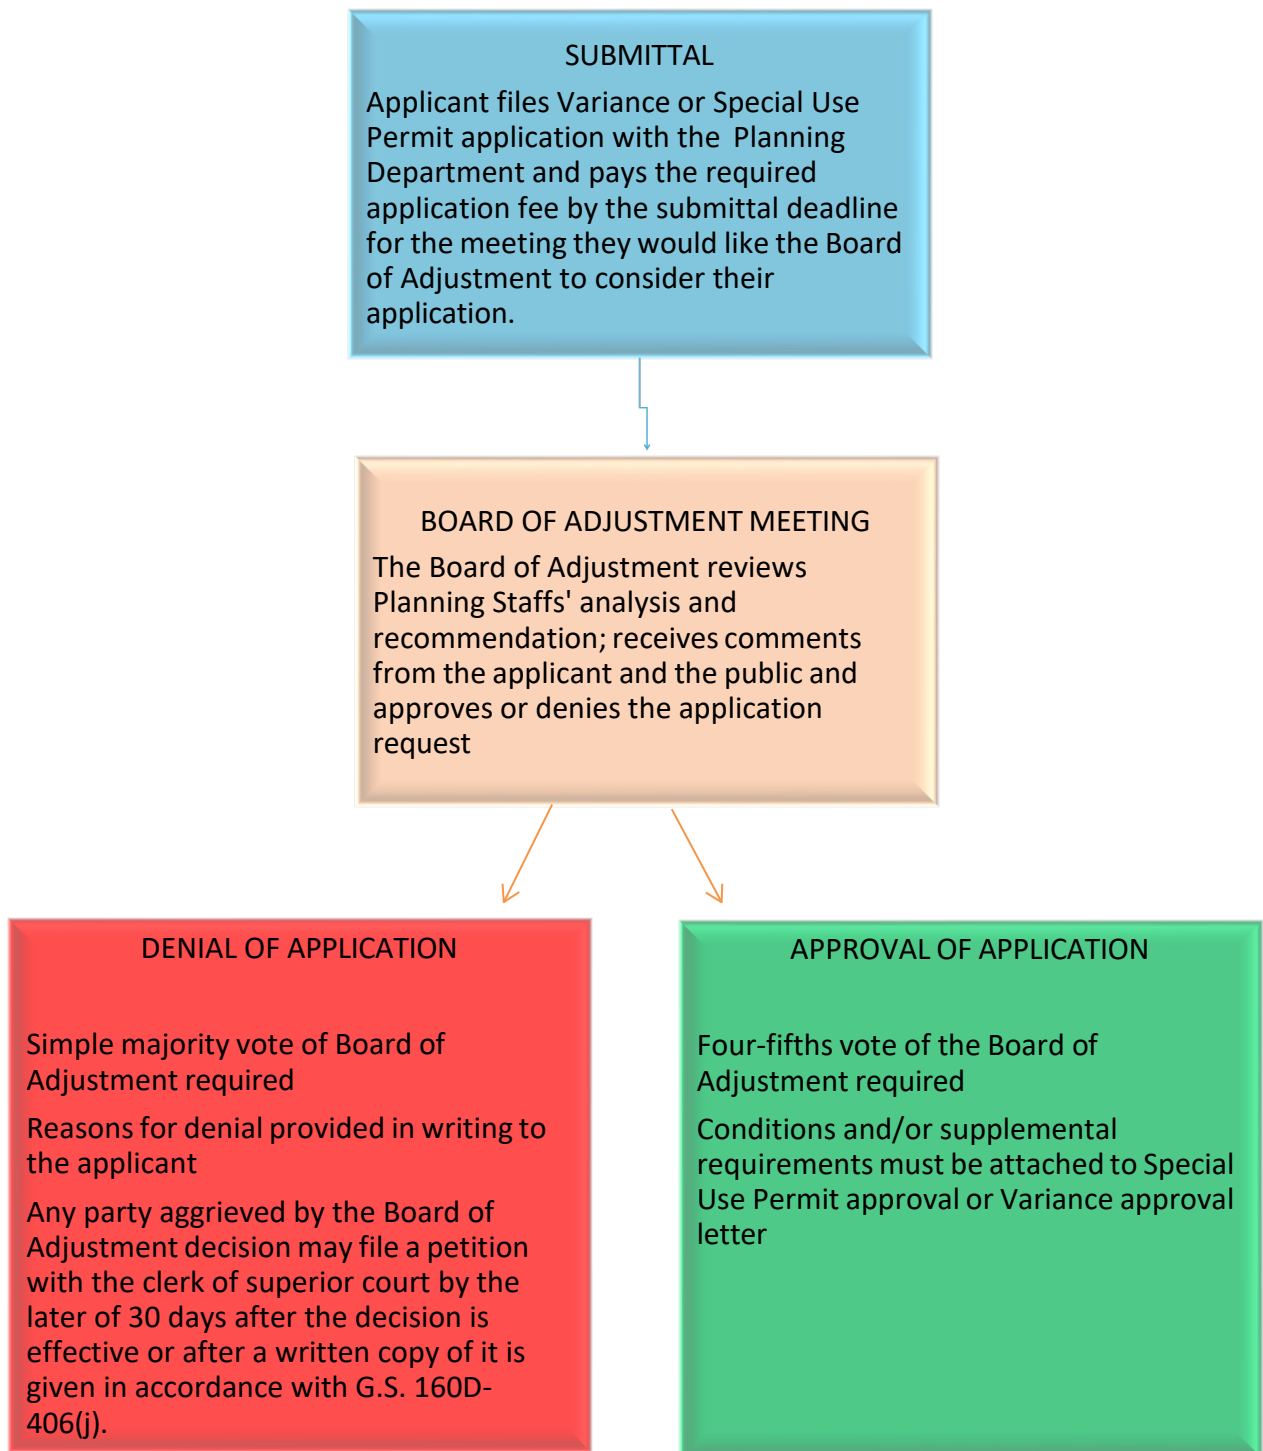 SUBMITTAL
Applicant files Variance or Special Use
Permit application with the Planning
Department and pays the required
application fee by the submittal deadline
for the meeting they would like the Board
of Adjustment to consider their
application.
BOARD OF ADJUSTMENT MEETING
The Board of Adjustment reviews
Planning Staffs' analysis and
recommendation; receives comments
from the applicant and the public and
approves or denies the application
request
DENIAL OF APPLICATION
Simple majority vote of Board of
Adjustment required
Reasons for denial provided in writing to
the applicant
Any party aggrieved by the Board of
Adjustment decision may file a petition
with the clerk of superior court by the
later of 30 days after the decision is
effective or after a written copy of it is
given in accordance with G.S. 160D-
406(j).
APPROVAL OF APPLICATION
Four-fifths vote of the Board of
Adjustment required
Conditions and/or supplemental
requirements must be attached to Special
Use Permit approval or Variance approval
letter